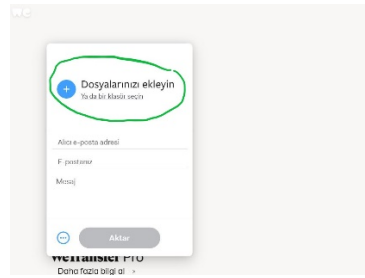 we
Dosyalarınızı ekleyin
Ya da bir klasör seçin
Alıcı e-posta adresi
E-postanız
Mesaj
Aktar
WeTransfer Pro
Daha fazla bilgi al >